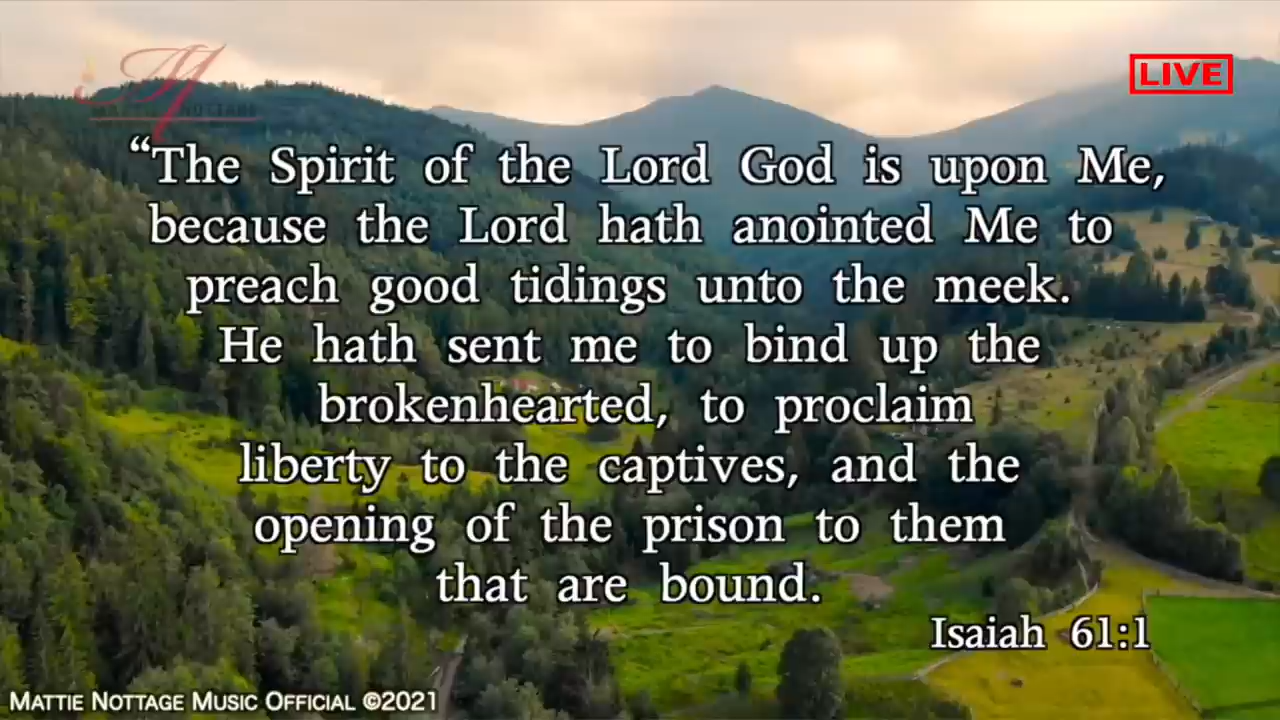 LIVE
MATTIE NOTTAGE
“The Spirit of the Lord God is upon Me,
because the Lord hath anointed Me to
preach good tidings unto the meek.
He hath sent me to bind up the
brokenhearted, to proclaim
liberty to the captives, and the
opening of the prison to them
that are bound.
Isaiah 61:1
MATTIE NOTTAGE MUSIC OFFICIAL ©2021